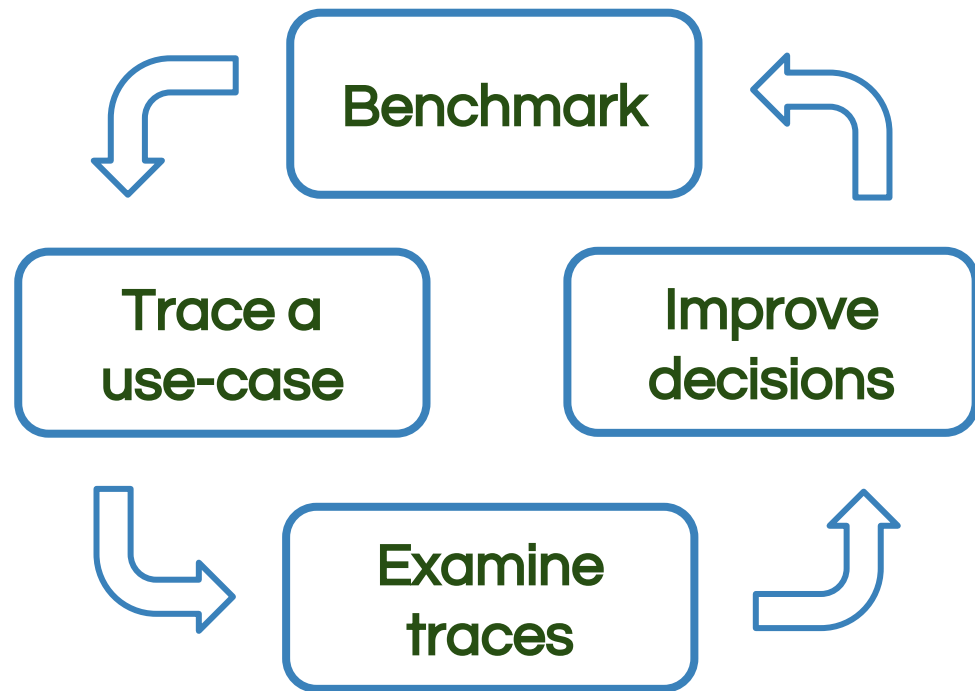 Benchmark
Trace a
use-case
Improve
decisions
Examine
traces